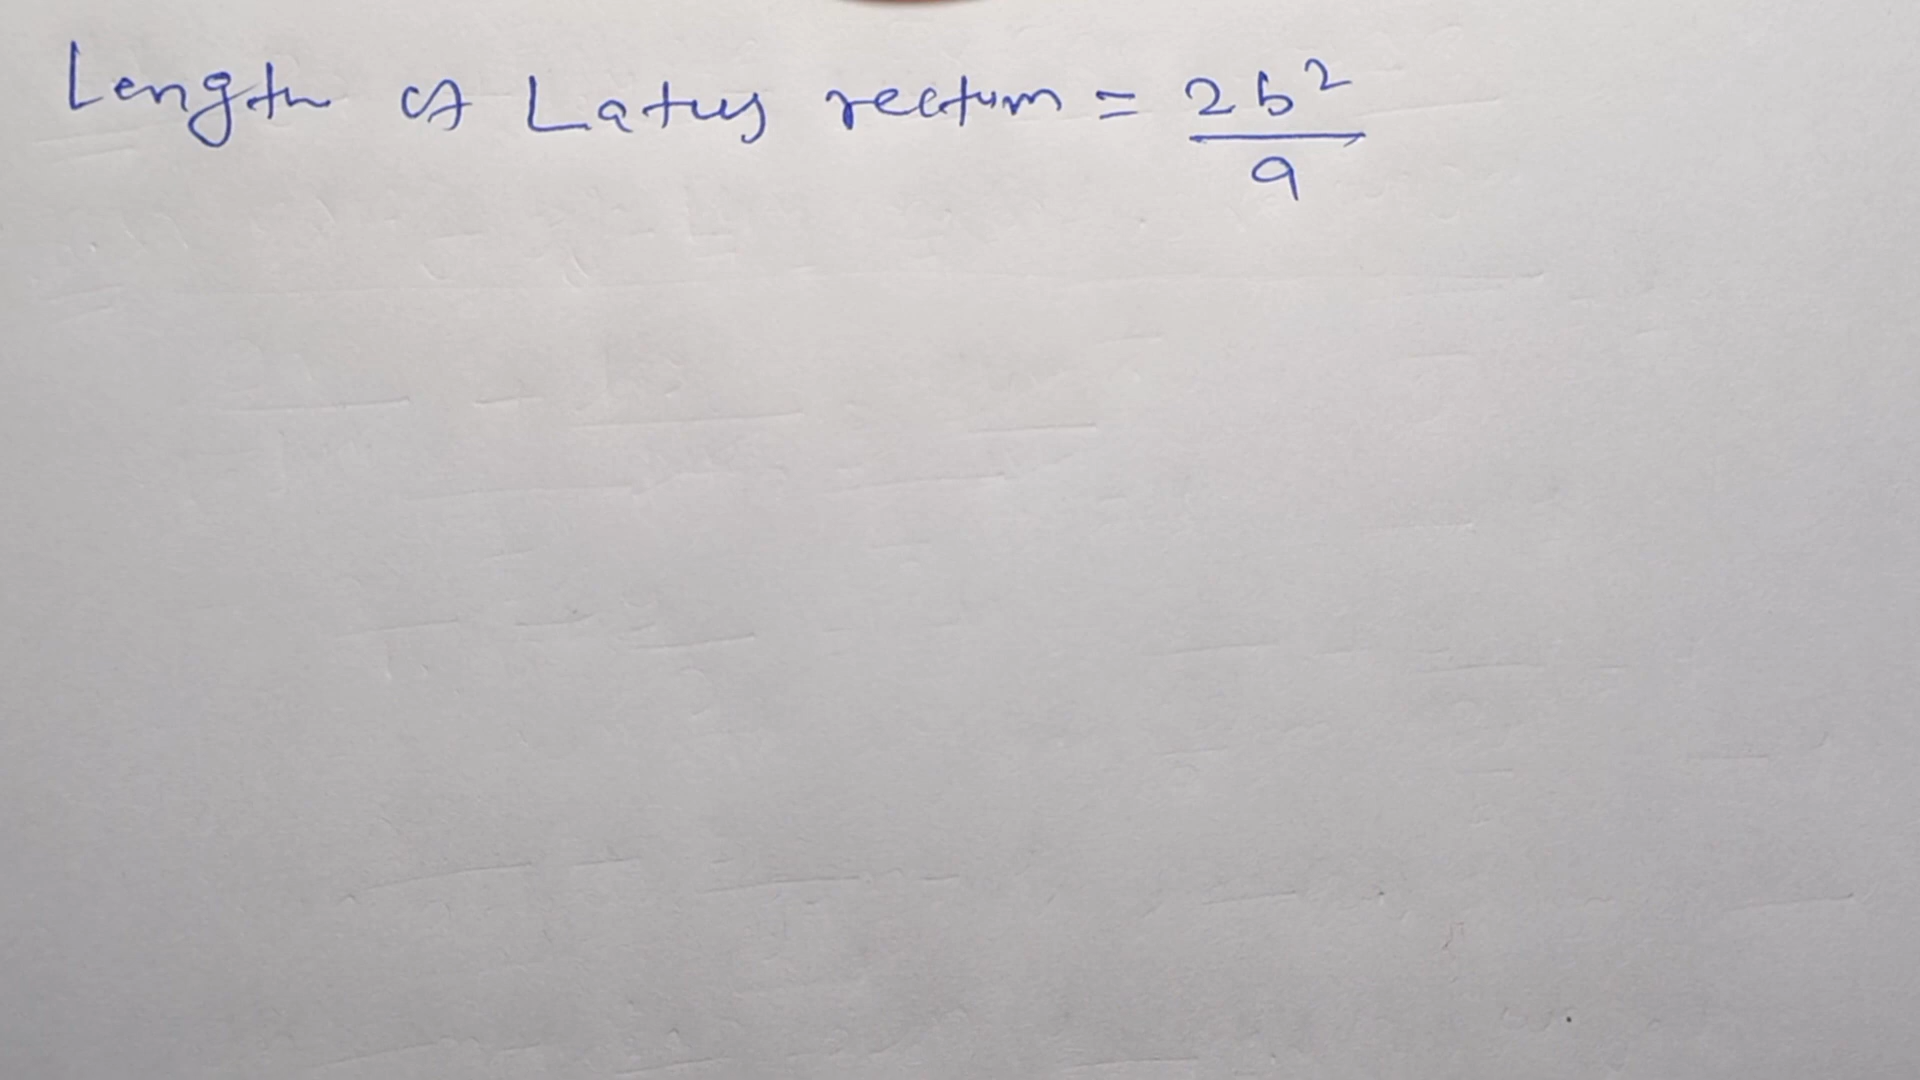 Length of Latus rectum = 2b²/a